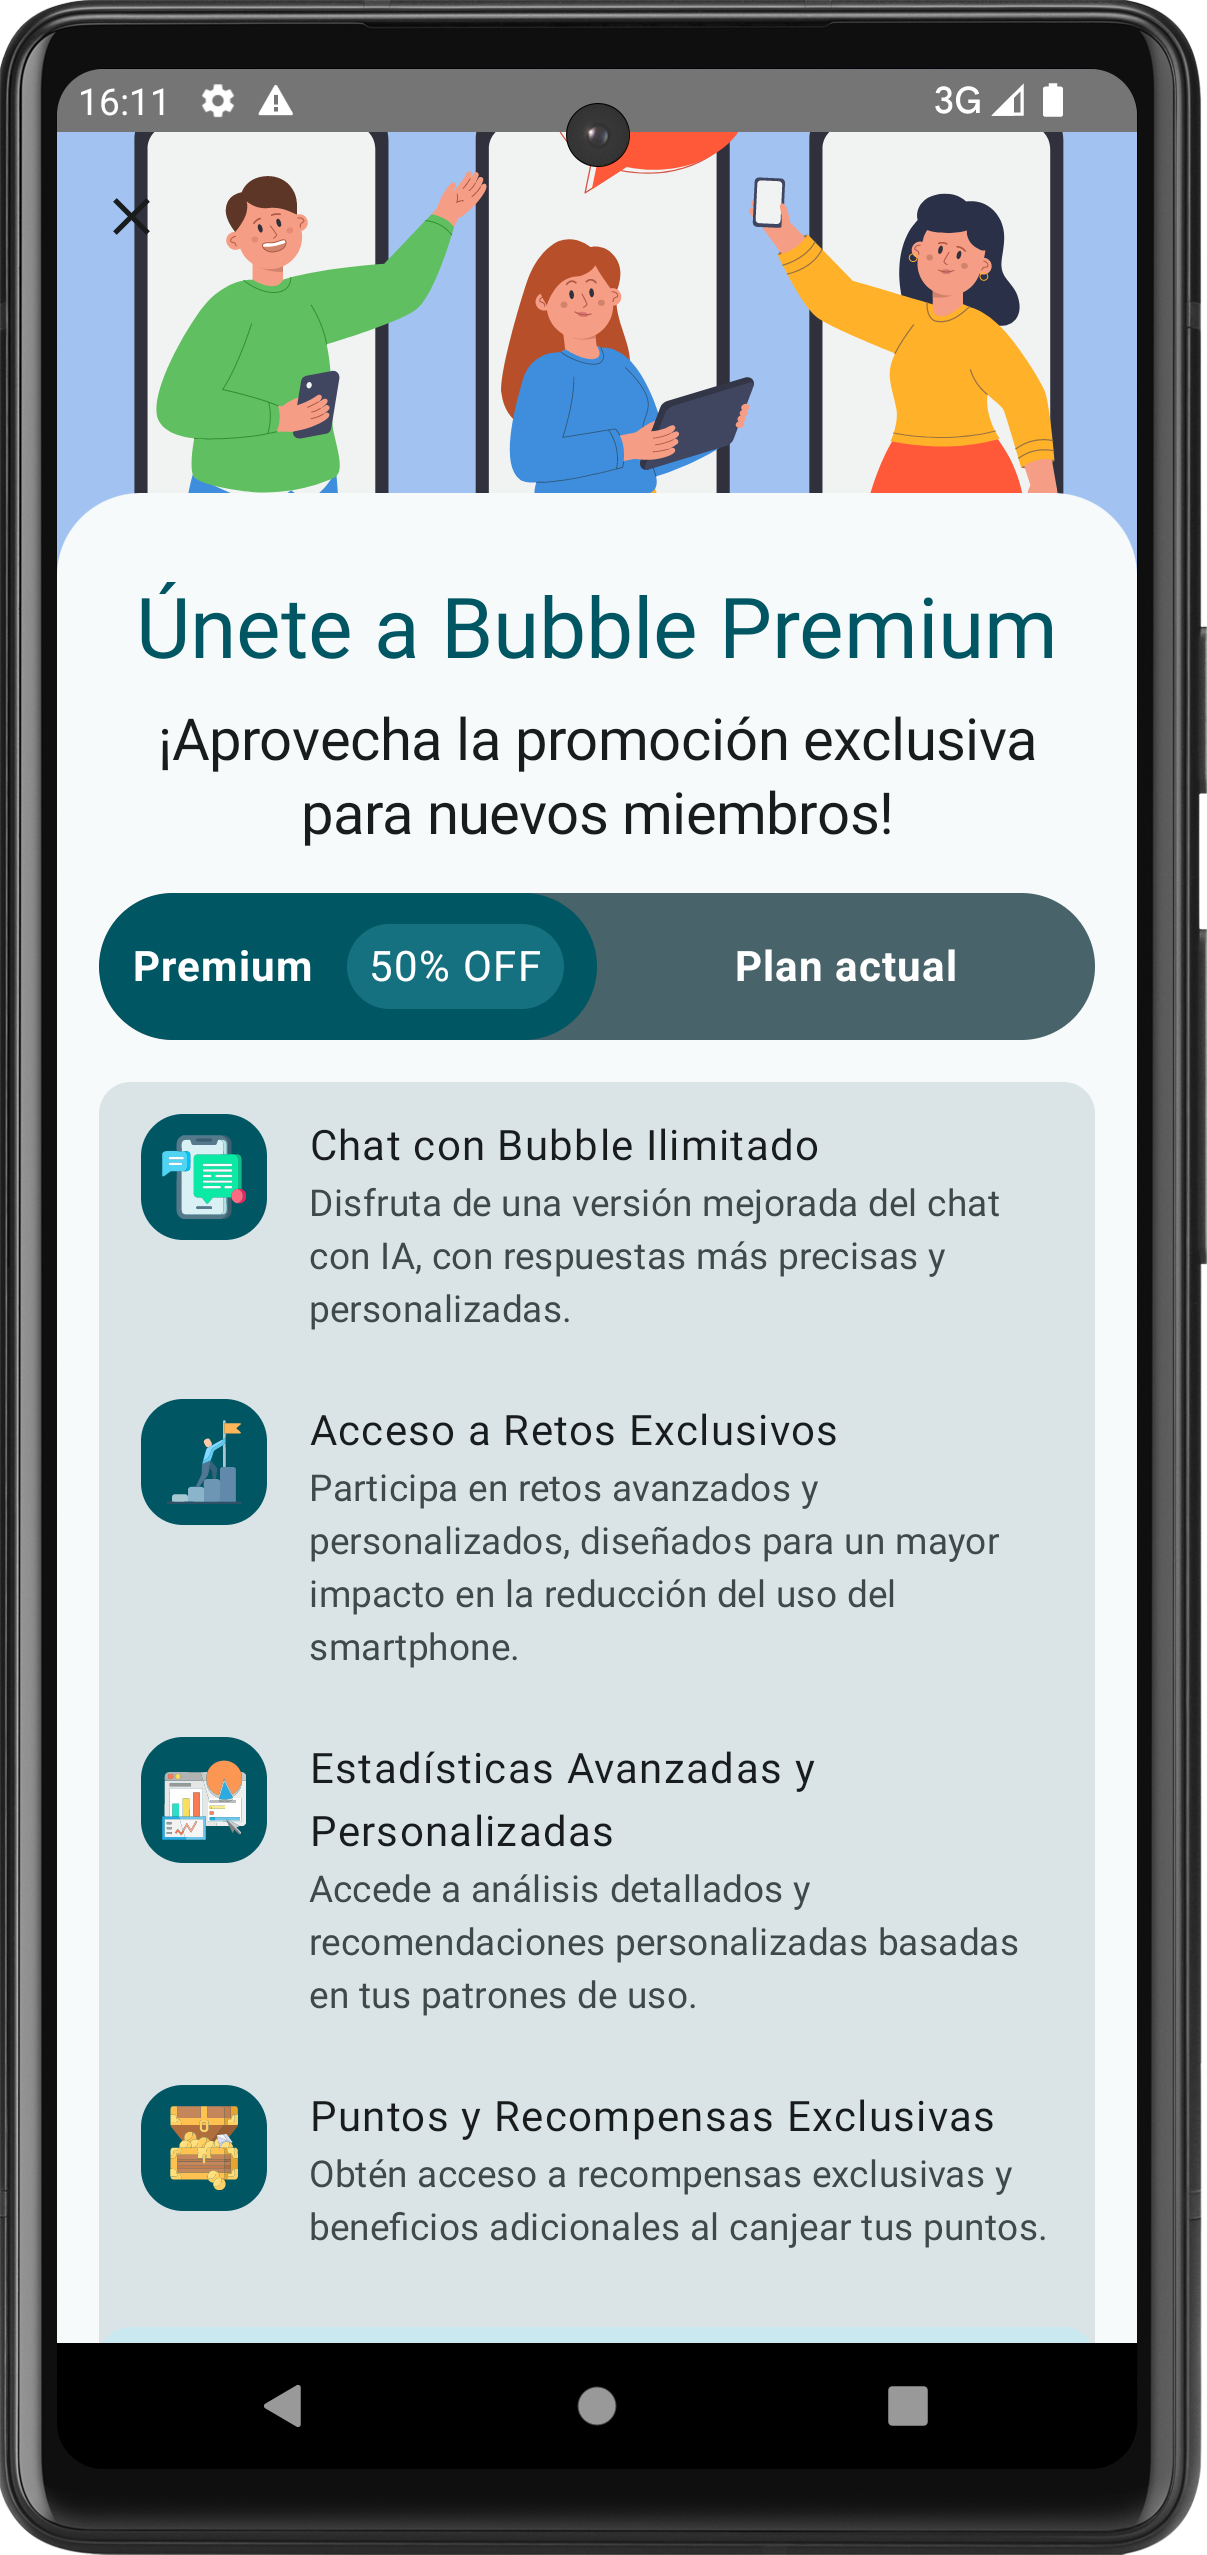 16:11
3G
Únete a Bubble Premium
¡Aprovecha la promoción exclusiva
para nuevos miembros!
Premium 50% OFF Plan actual
Chat con Bubble Ilimitado
Disfruta de una versión mejorada del chat
con IA, con respuestas más precisas y
personalizadas.
Acceso a Retos Exclusivos
Participa en retos avanzados y
personalizados, diseñados para un mayor
impacto en la reducción del uso del
smartphone.
Estadísticas Avanzadas y
Personalizadas
Accede a análisis detallados y
recomendaciones personalizadas basadas
en tus patrones de uso.
Puntos y Recompensas Exclusivas
Obtén acceso a recompensas exclusivas y
beneficios adicionales al canjear tus puntos.